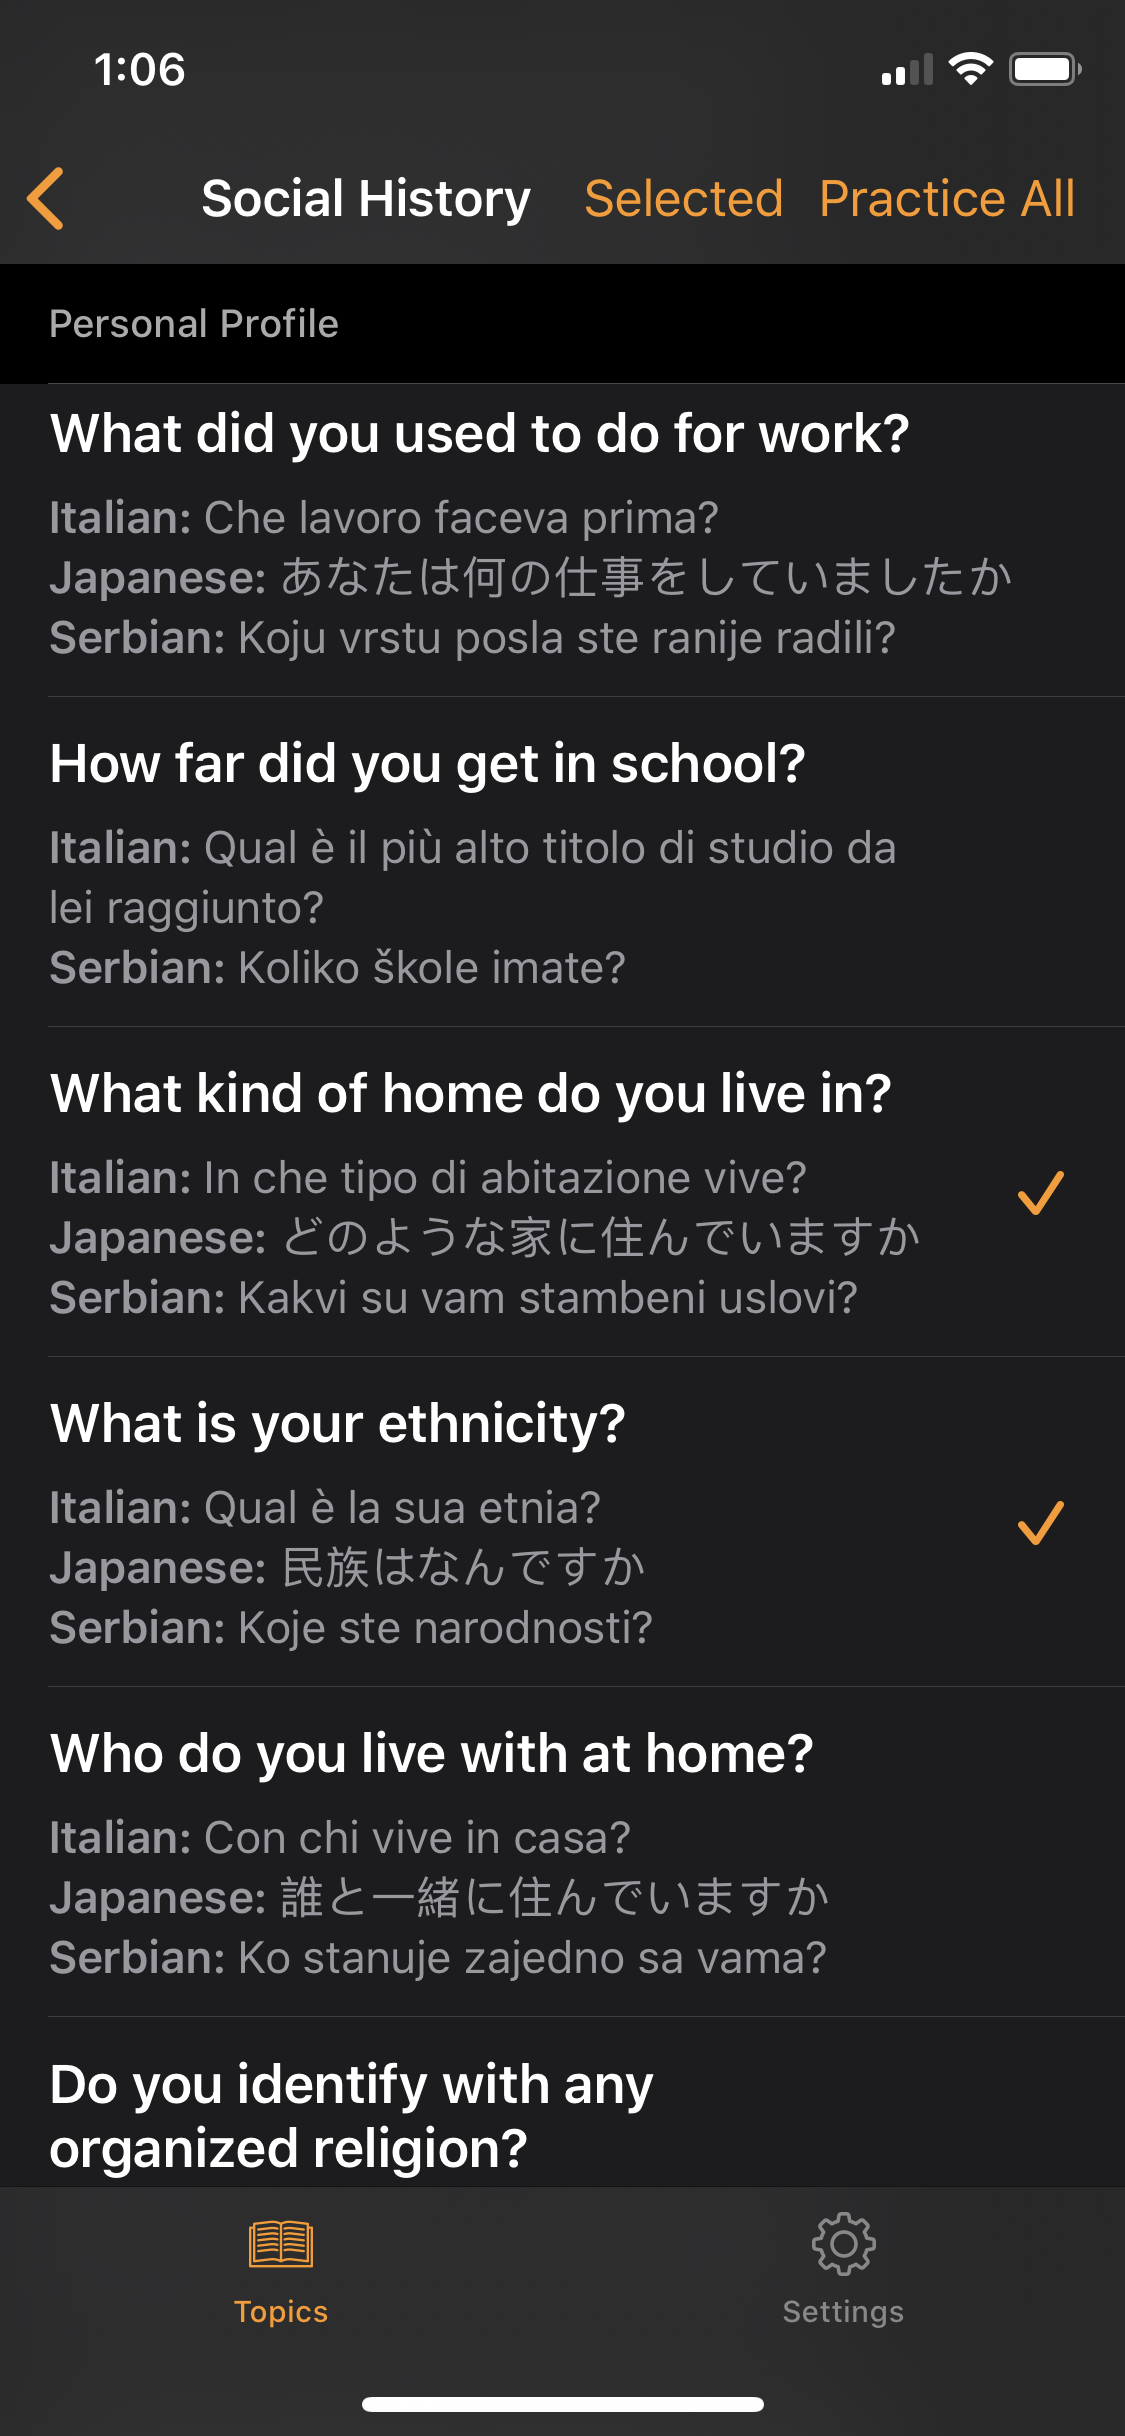 1:06
Social History Selected Practice All
Personal Profile
What did you used to do for work?
Italian: Che lavoro faceva prima?
Japanese: あなたは何の仕事をしていましたか
Serbian: Koju vrstu posla ste ranije radili?
How far did you get in school?
Italian: Qual è il più alto titolo di studio da
lei raggiunto?
Serbian: Koliko škole imate?
What kind of home do you live in?
Italian: In che tipo di abitazione vive?
Japanese: どのような家に住んでいますか
Serbian: Kakvi su vam stambeni uslovi?
What is your ethnicity?
Italian: Qual è la sua etnia?
Japanese: 民族はなんですか
Serbian: Koje ste narodnosti?
Who do you live with at home?
Italian: Con chi vive in casa?
Japanese: 誰と一緒に住んでいますか
Serbian: Ko stanuje zajedno sa vama?
Do you identify with any
organized religion?
Topics Settings